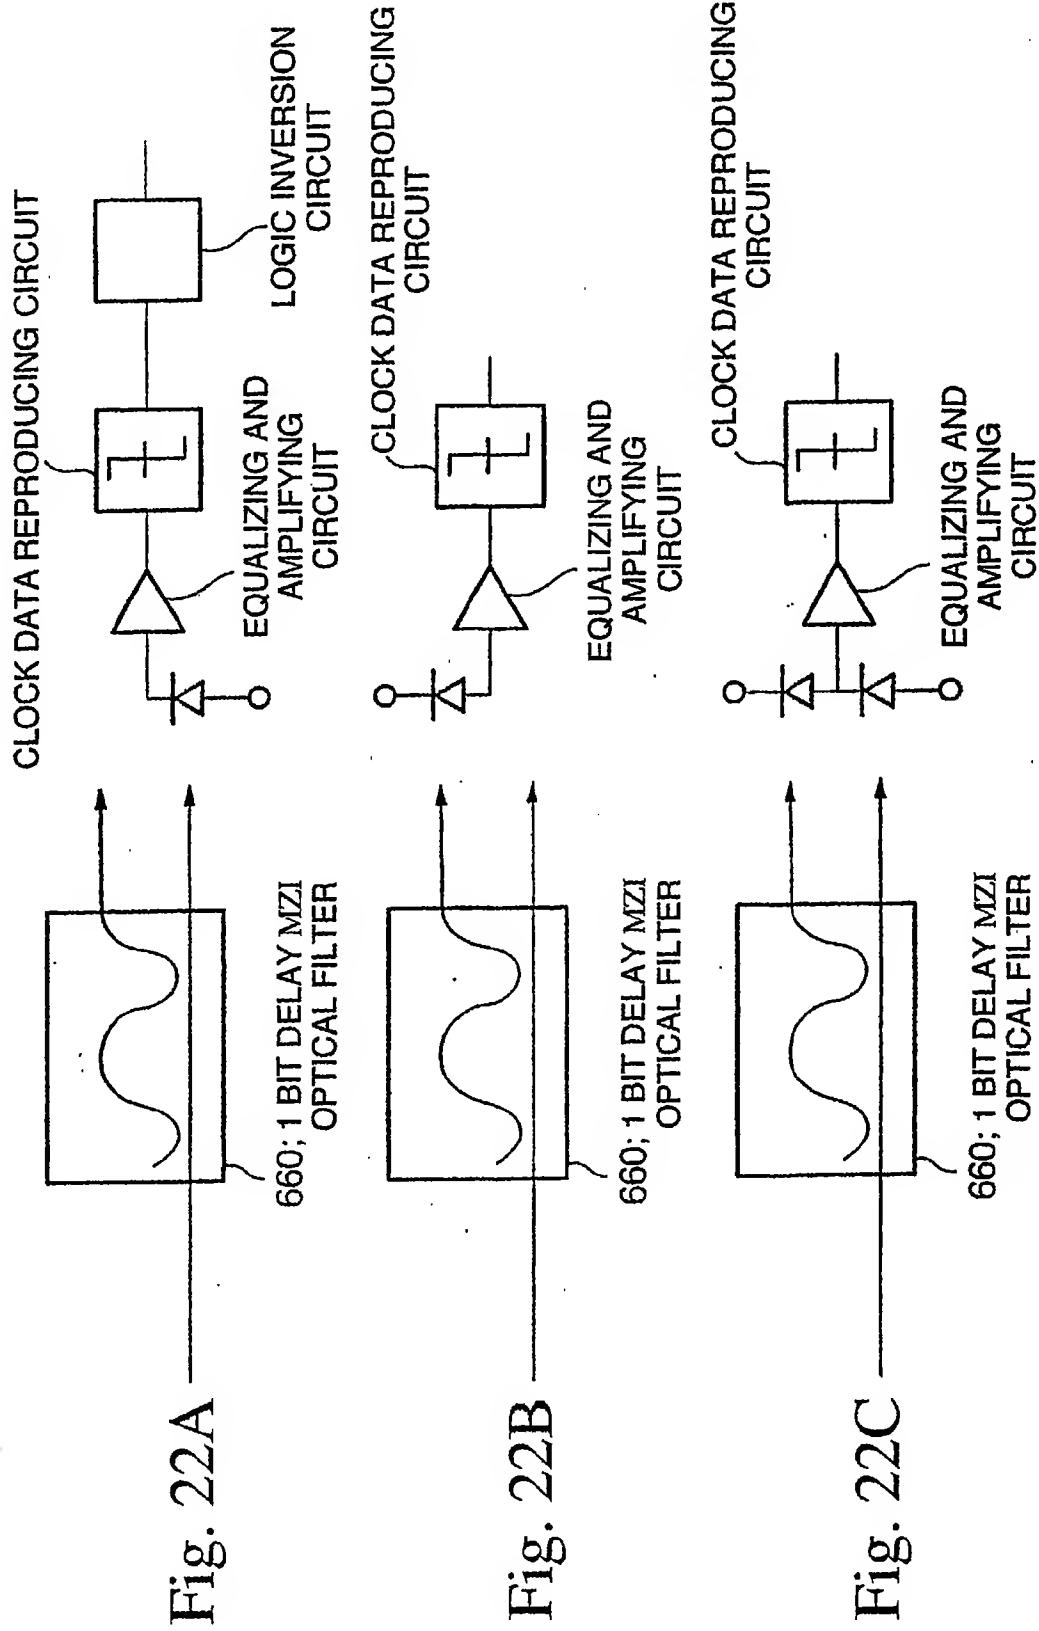 Fig. 22A
660; 1 BIT DELAY MZI
OPTICAL FILTER
CLOCK DATA REPRODUCING CIRCUIT
EQUALIZING AND
AMPLIFYING
CIRCUIT
LOGIC INVERSION
CIRCUIT
Fig. 22B
660; 1 BIT DELAY MZI
OPTICAL FILTER
CLOCK DATA REPRODUCING
CIRCUIT
EQUALIZING AND
AMPLIFYING
CIRCUIT
Fig. 22C
660; 1 BIT DELAY MZI
OPTICAL FILTER
CLOCK DATA REPRODUCING
CIRCUIT
EQUALIZING AND
AMPLIFYING
CIRCUIT